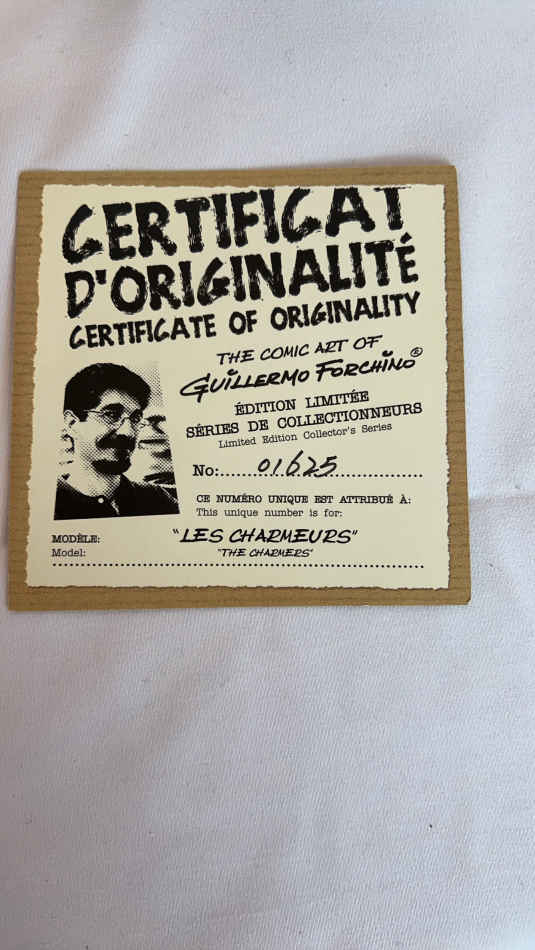 CERTIFICAT
D'ORIGINALITÉ
CERTIFICATE OF ORIGINALITY
THE COMIC ART OF
GUILLERMO FORCHINO®
ÉDITION LIMITÉE
SÉRIES DE COLLECTIONNEURS
Limited Edition Collector's Series
No:......01625..................
CE NUMÉRO UNIQUE EST ATTRIBUÉ À:
This unique number is for:
MODÈLE: "LES CHARMEURS"
Model: "THE CHARMERS"